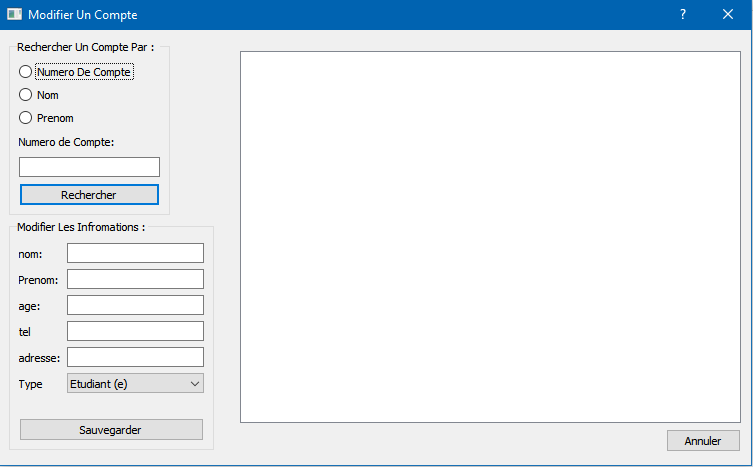 Modifier Un Compte
?
Rechercher Un Compte Par :
Numero De Compte
Nom
Prenom
Numero de Compte:
Rechercher
Modifier Les Infromations :
nom:
Prenom:
age:
tel
adresse:
Type
Etudiant (e)
Sauvegarder
Annuler